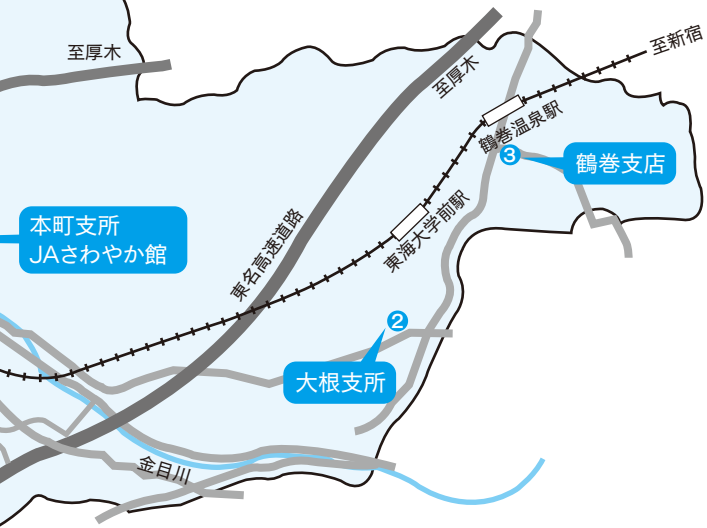 至厚木
至厚木
至新宿
鶴巻温泉駅
③
鶴巻支店
本町支所
JAさわやか館
東海大学前駅
東名高速道路
②
大根支所
金目川